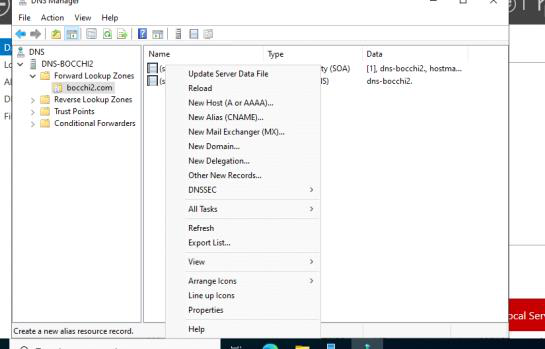 DNS Manager
File Action View Help
DNS
DNS-BOCCHI2
Forward Lookup Zones
bocchi2.com
Reverse Lookup Zones
Trust Points
Conditional Forwarders
Name Type Data
ty (SOA) [1], dns-bocchi2., hostma...
dns-bocchi2.
Update Server Data File
Reload
New Host (A or AAAA)...
New Alias (CNAME)...
New Mail Exchanger (MX)...
New Domain...
New Delegation...
Other New Records...
DNSSEC
All Tasks
Refresh
Export List...
View
Arrange Icons
Line up Icons
Properties
Help
Create a new alias resource record.
ocal Ser